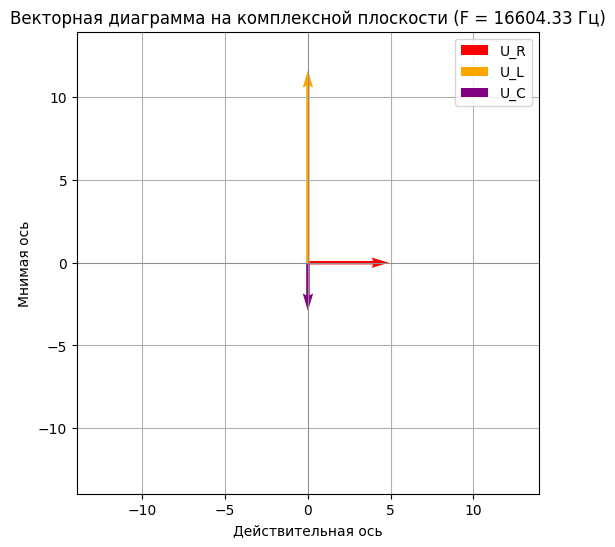 Векторная диаграмма на комплексной плоскости (F = 16604.33 Гц)
U_R
U_L
U_C
10
5
0
−5
−10
Мнимая ось
−10
−5
0
5
10
Действительная ось